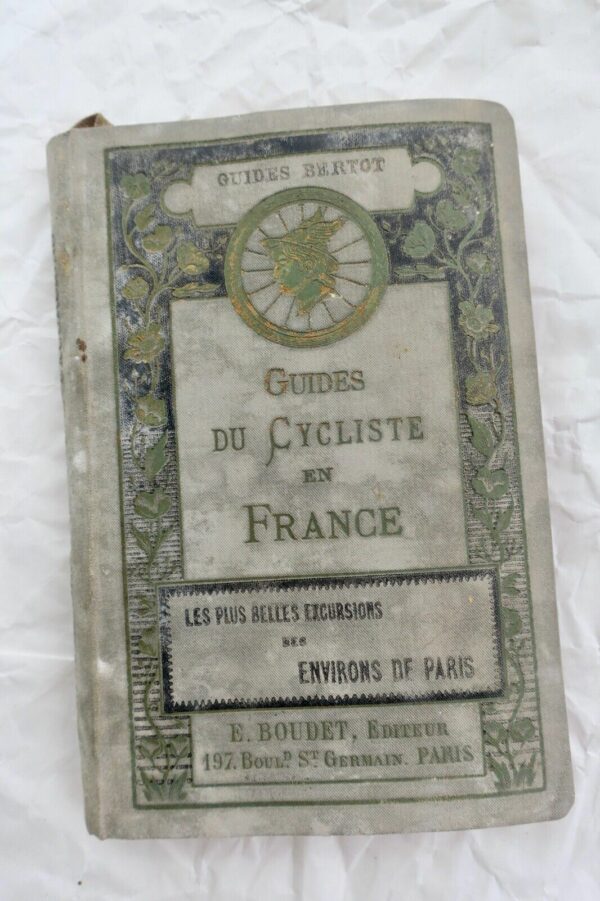 GUIDES BERTOT
GUIDES
DU CYCLISTE
EN
FRANCE
LES PLUS BELLES EXCURSIONS
DES
ENVIRONS DE PARIS
E. BOUDET, EDITEUR
197. BOULD ST GERMAIN. PARIS